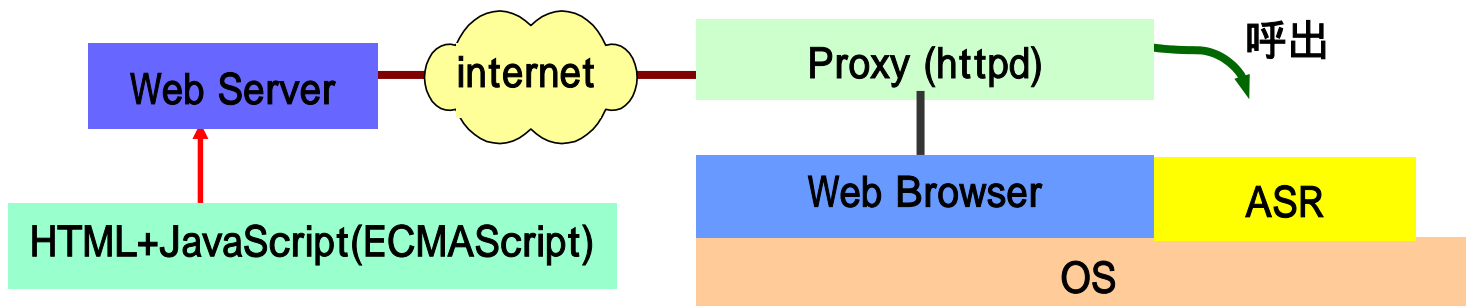 Web Server
internet
Proxy (httpd)
呼出
HTML+JavaScript(ECMAScript)
Web Browser
ASR
OS